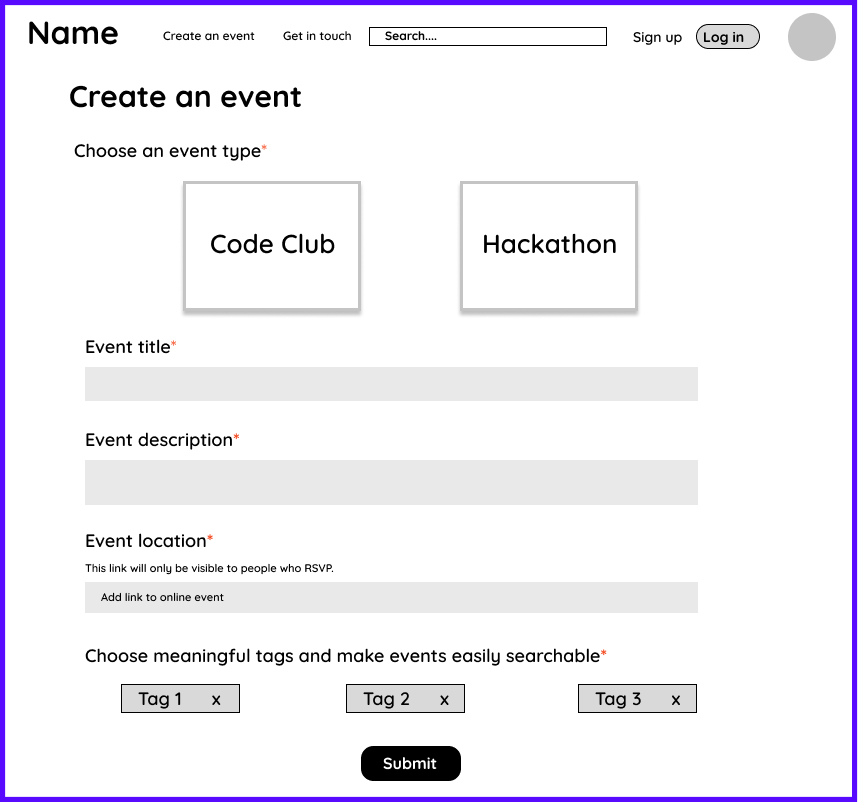 Name Create an event Get in touch Search.... Sign up Log in
Create an event
Choose an event type*
Code Club Hackathon
Event title*
Event description*
Event location*
This link will only be visible to people who RSVP.
Add link to online event
Choose meaningful tags and make events easily searchable*
Tag 1 x Tag 2 x Tag 3 x
Submit